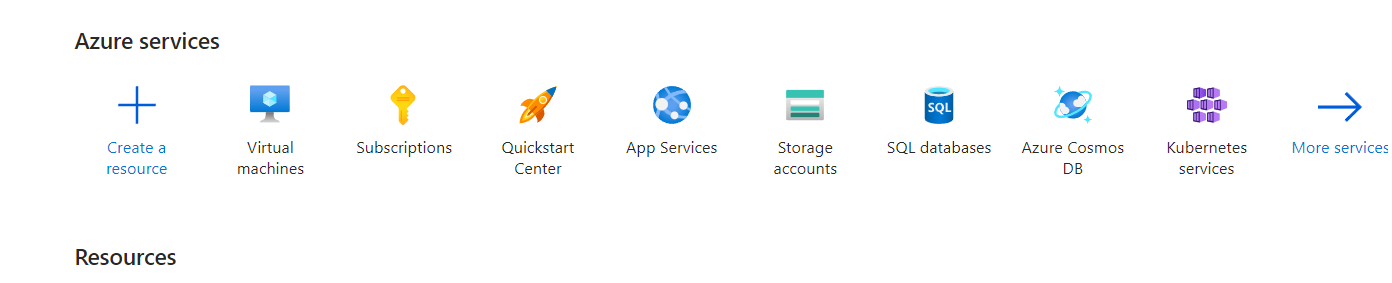 Azure services
Create a
resource
Virtual
machines
Subscriptions
Quickstart
Center
App Services
Storage
accounts
SQL
SQL databases
Azure Cosmos
DB
Kubernetes
services
More services
Resources